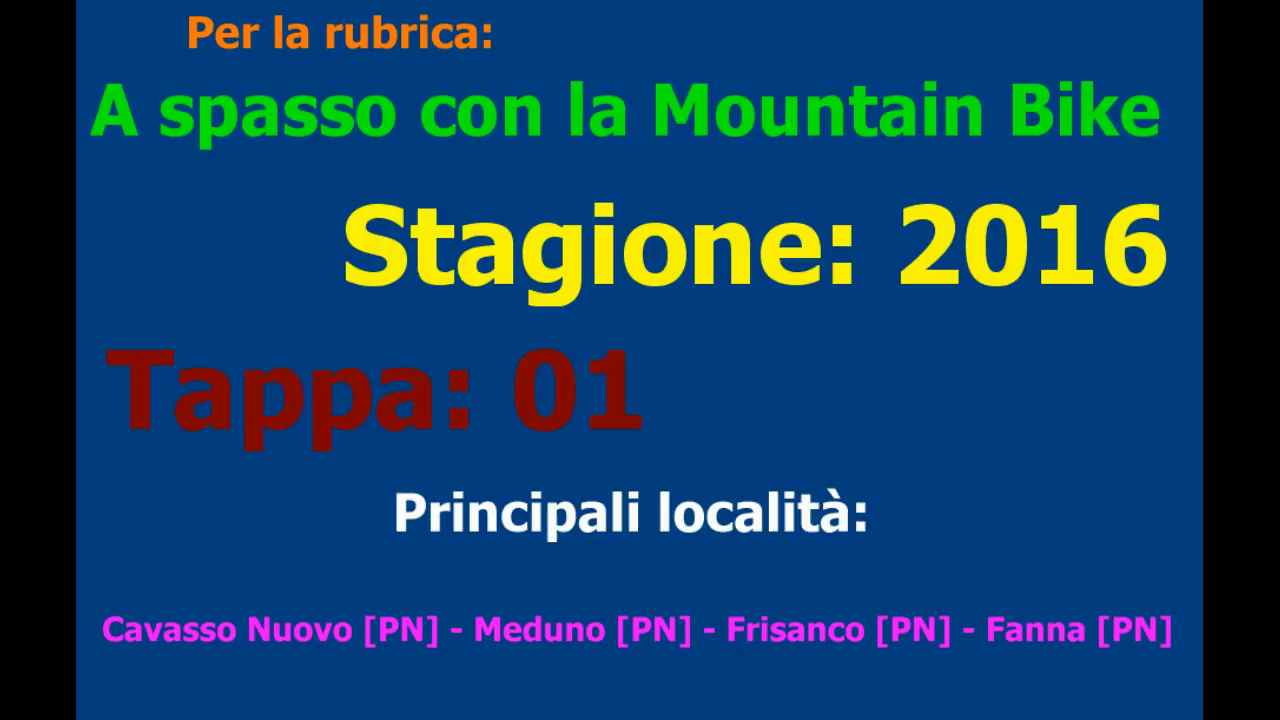 Per la rubrica:
A spasso con la Mountain Bike
Stagione: 2016
Tappa: 01
Principali località:
Cavasso Nuovo [PN] - Meduno [PN] - Frisanco [PN] - Fanna [PN]